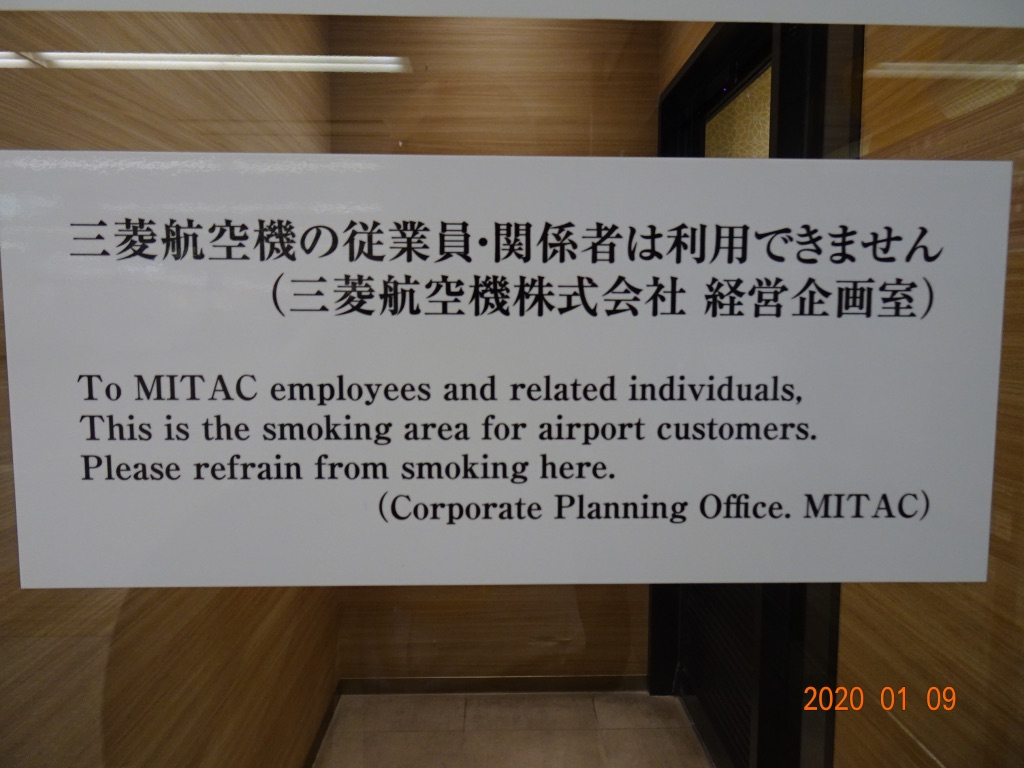 三菱航空機の従業員・関係者は利用できません
（三菱航空機株式会社 経営企画室）
To MITAC employees and related individuals,
This is the smoking area for airport customers.
Please refrain from smoking here.
(Corporate Planning Office. MITAC)
2020 01 09